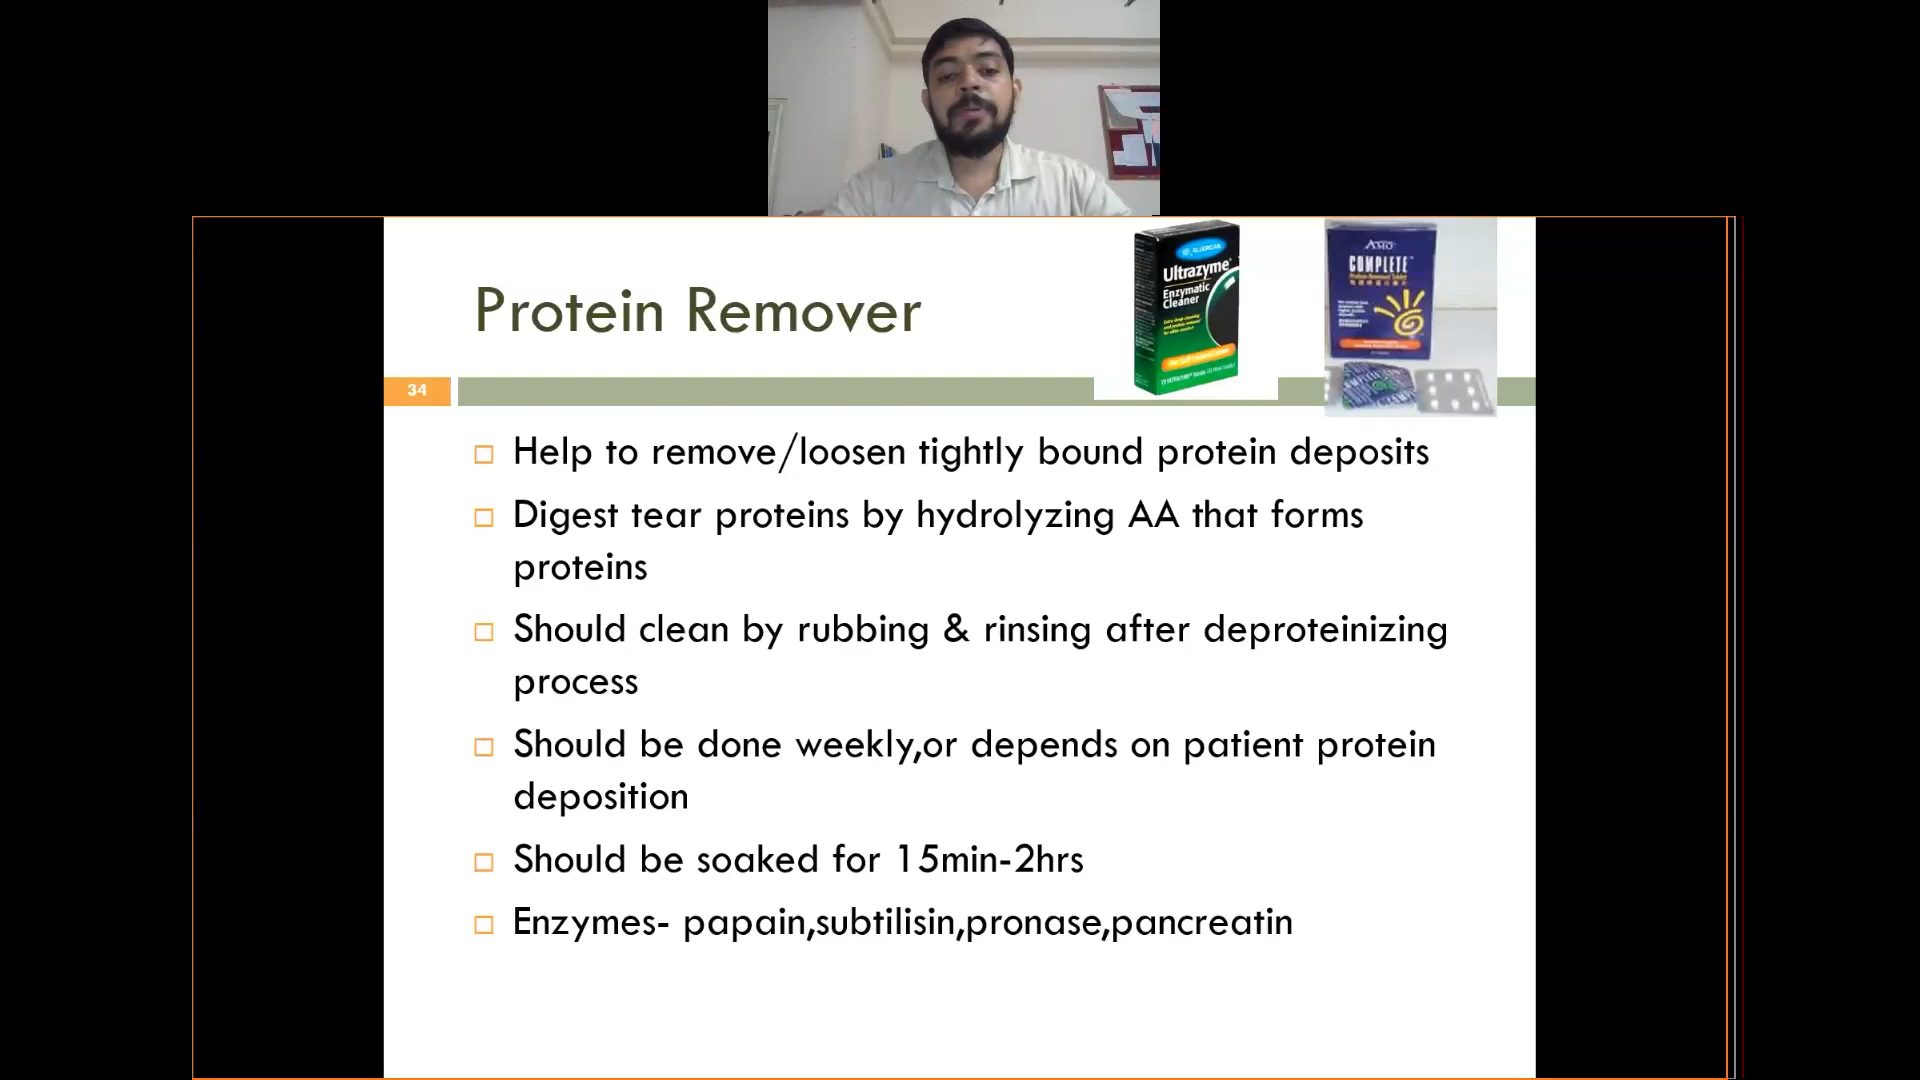 Protein Remover
ALLERGAN
Ultrazyme
Enzymatic
Cleaner
AMO
COMPLETE
34
Help to remove/loosen tightly bound protein deposits
Digest tear proteins by hydrolyzing AA that forms
proteins
Should clean by rubbing & rinsing after deproteinizing
process
Should be done weekly,or depends on patient protein
deposition
Should be soaked for 15min-2hrs
Enzymes- papain,subtilisin,pronase,pancreatin